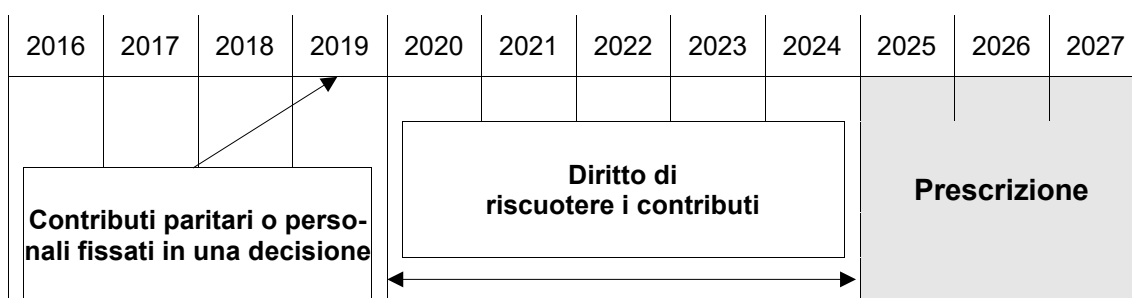 2016 2017 2018 2019 2020 2021 2022 2023 2024 2025 2026 2027
Contributi paritari o perso-
nali fissati in una decisione
Diritto di
riscuotere i contributi
Prescrizione